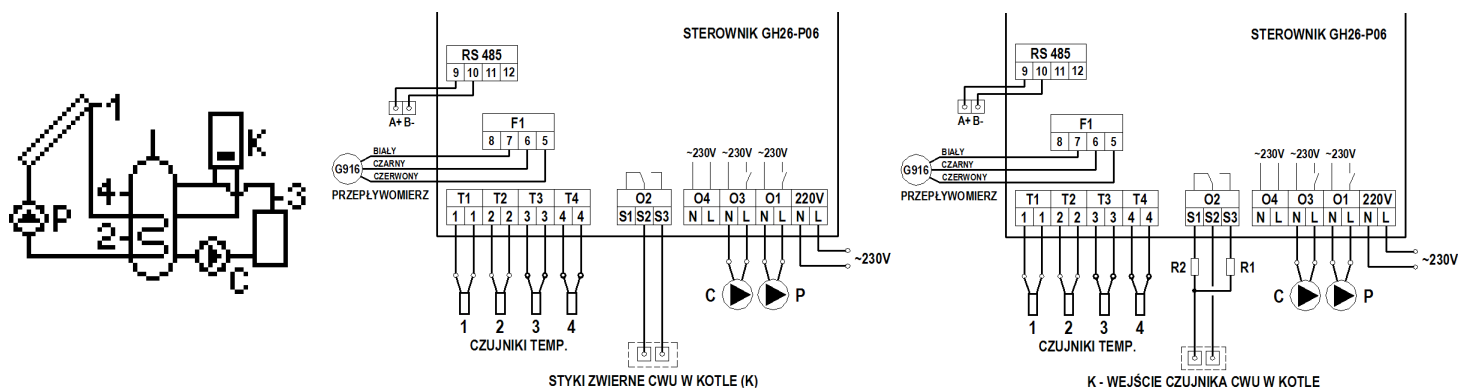 1
K
4
3
P
2
C
STEROWNIK GH26-P06
RS 485
9 10 11 12
A+ B-
F1
8 7 6 5
BIAŁY
CZARNY
CZERWONY
G916
PRZEPŁYWOMIERZ
~230V ~230V ~230V
T1 T2 T3 T4 O2 O4 O3 O1 220V
1 1 2 2 3 3 4 4 S1 S2 S3 N L N L N L N L
~230V
C P
1 2 3 4
CZUJNIKI TEMP.
STYKI ZWIERNE CWU W KOTLE (K)
STEROWNIK GH26-P06
RS 485
9 10 11 12
A+ B-
F1
8 7 6 5
BIAŁY
CZARNY
CZERWONY
G916
PRZEPŁYWOMIERZ
~230V ~230V ~230V
T1 T2 T3 T4 O2 O4 O3 O1 220V
1 1 2 2 3 3 4 4 S1 S2 S3 N L N L N L N L
R2 R1
~230V
C P
1 2 3 4
CZUJNIKI TEMP.
K - WEJŚCIE CZUJNIKA CWU W KOTLE